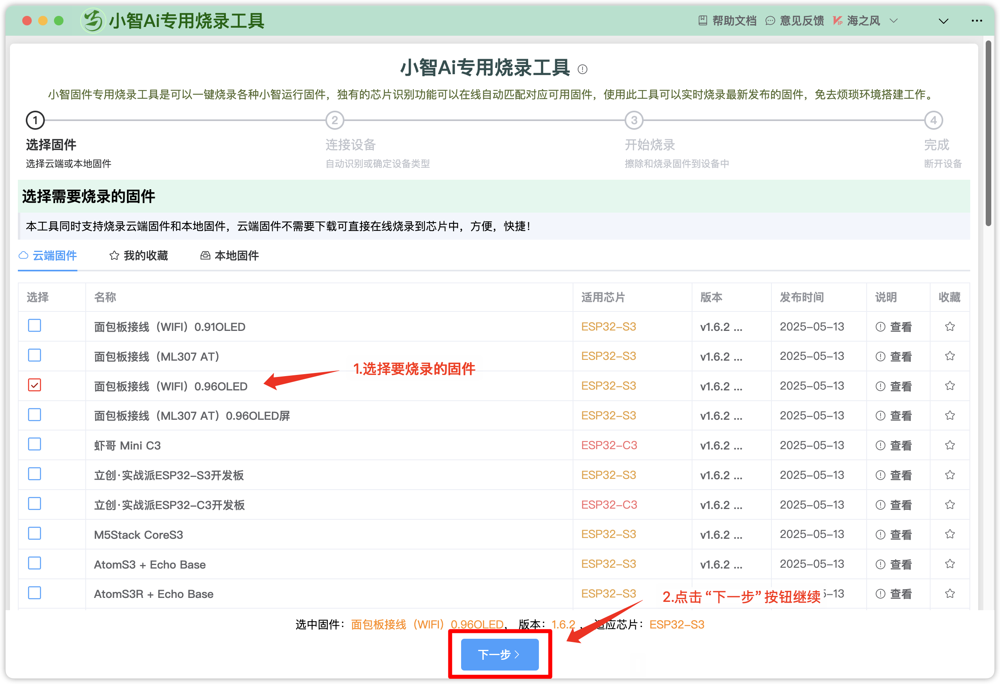 小智Ai专用烧录工具 帮助文档 意见反馈 VIP 海之风
小智Ai专用烧录工具
小智固件专用烧录工具是可以一键烧录各种小智运行固件，独有的芯片识别功能可以在线自动匹配对应可用固件，使用此工具可以实时烧录最新发布的固件，免去烦琐环境搭建工作。
1 2 3 4
选择固件 连接设备 开始烧录 完成
选择云端或本地固件 自动识别或确定设备类型 擦除和烧录固件到设备中 断开设备
选择需要烧录的固件
本工具同时支持烧录云端固件和本地固件，云端固件不需要下载可直接在线烧录到芯片中，方便，快捷！
云端固件 我的收藏 本地固件
选择 名称 适用芯片 版本 发布时间 说明 收藏
面包板接线（WIFI）0.91OLED ESP32-S3 v1.6.2 ... 2025-05-13 查看
面包板接线（ML307 AT） ESP32-S3 v1.6.2 ... 2025-05-13 查看
1.选择要烧录的固件
面包板接线（WIFI）0.96OLED ESP32-S3 v1.6.2 ... 2025-05-13 查看
面包板接线（ML307 AT）0.96OLED屏 ESP32-S3 v1.6.2 ... 2025-05-13 查看
虾哥 Mini C3 ESP32-C3 v1.6.2 ... 2025-05-13 查看
立创·实战派ESP32-S3开发板 ESP32-S3 v1.6.2 ... 2025-05-13 查看
立创·实战派ESP32-C3开发板 ESP32-C3 v1.6.2 ... 2025-05-13 查看
M5Stack CoreS3 ESP32-S3 v1.6.2 ... 2025-05-13 查看
AtomS3 + Echo Base ESP32-S3 v1.6.2 ... 2025-05-13 查看
AtomS3R + Echo Base ESP32-S3 5-13 查看
2.点击“下一步”按钮继续
选中固件：面包板接线（WIFI）0.96OLED， 版本：1.6.2 ， 适应芯片：ESP32-S3
下一步